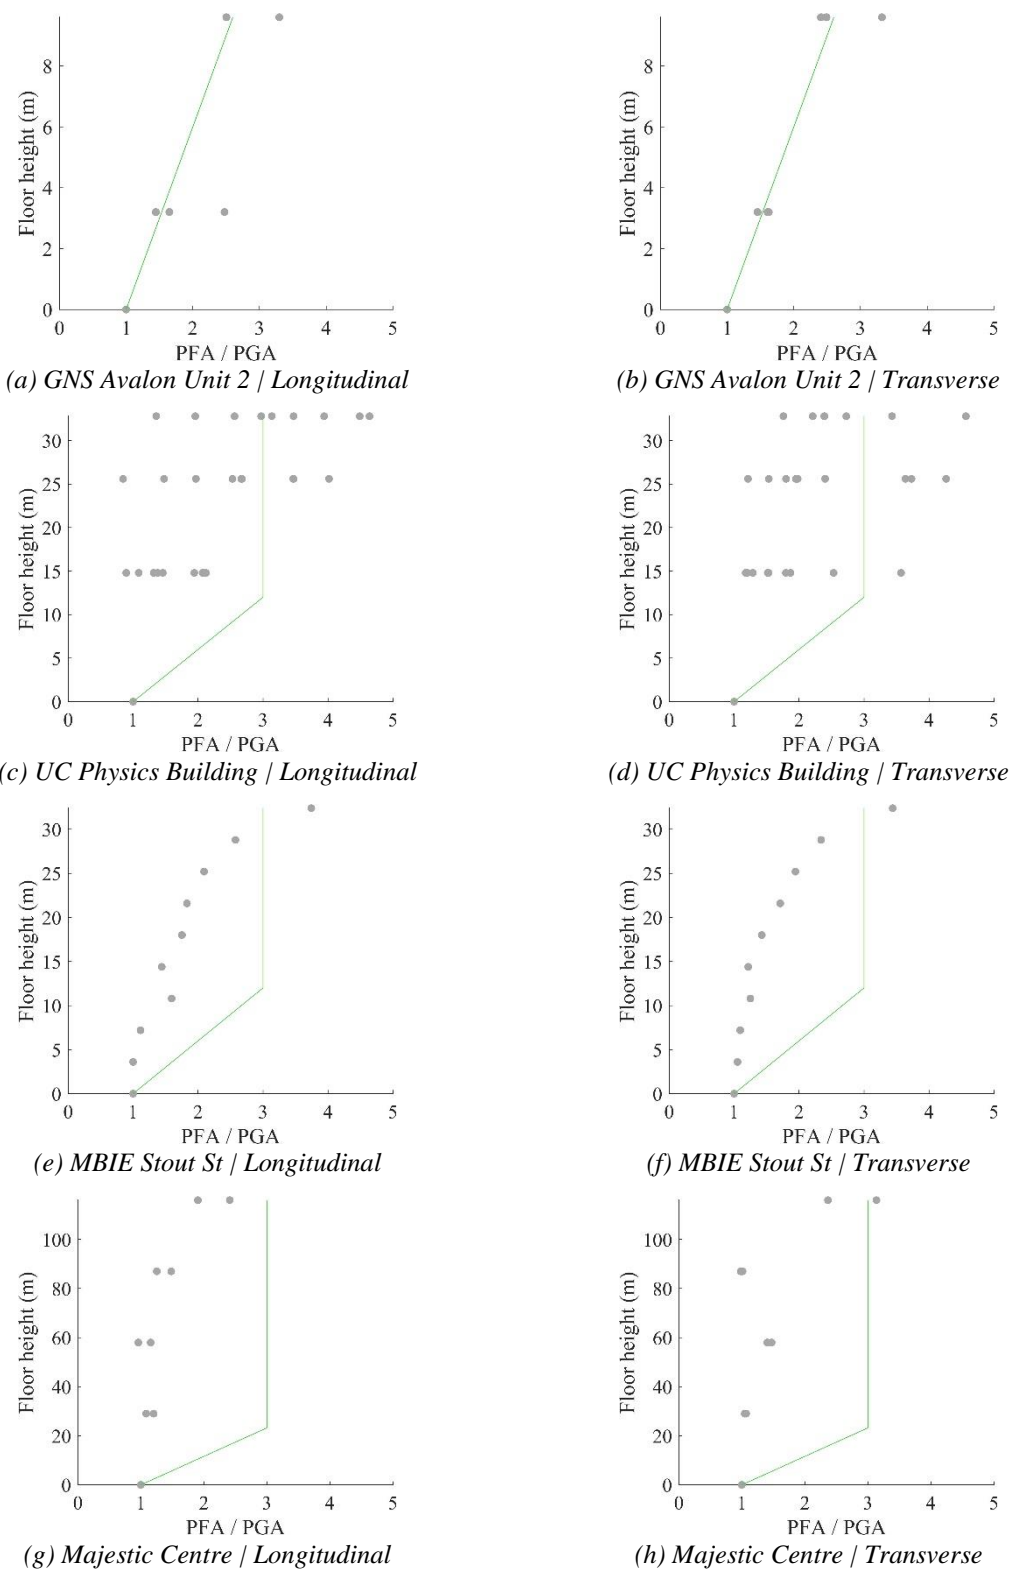 8
6
4
2
0
Floor height (m)
0 1 2 3 4 5
PFA / PGA
(a) GNS Avalon Unit 2 | Longitudinal
8
6
4
2
0
Floor height (m)
0 1 2 3 4 5
PFA / PGA
(b) GNS Avalon Unit 2 | Transverse
30
25
20
15
10
5
0
Floor height (m)
0 1 2 3 4 5
PFA / PGA
(c) UC Physics Building | Longitudinal
30
25
20
15
10
5
0
Floor height (m)
0 1 2 3 4 5
PFA / PGA
(d) UC Physics Building | Transverse
30
25
20
15
10
5
0
Floor height (m)
0 1 2 3 4 5
PFA / PGA
(e) MBIE Stout St | Longitudinal
30
25
20
15
10
5
0
Floor height (m)
0 1 2 3 4 5
PFA / PGA
(f) MBIE Stout St | Transverse
100
80
60
40
20
0
Floor height (m)
0 1 2 3 4 5
PFA / PGA
(g) Majestic Centre | Longitudinal
100
80
60
40
20
0
Floor height (m)
0 1 2 3 4 5
PFA / PGA
(h) Majestic Centre | Transverse